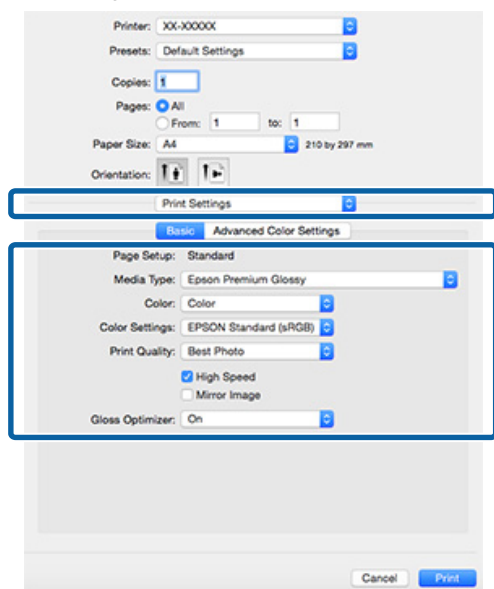 Printer: XX-XXXXX
Presets: Default Settings
Copies: 1
Pages: All
From: 1 to: 1
Paper Size: A4 210 by 297 mm
Orientation:
Print Settings
Basic Advanced Color Settings
Page Setup: Standard
Media Type: Epson Premium Glossy
Color: Color
Color Settings: EPSON Standard (sRGB)
Print Quality: Best Photo
High Speed
Mirror Image
Gloss Optimizer: On
Cancel Print